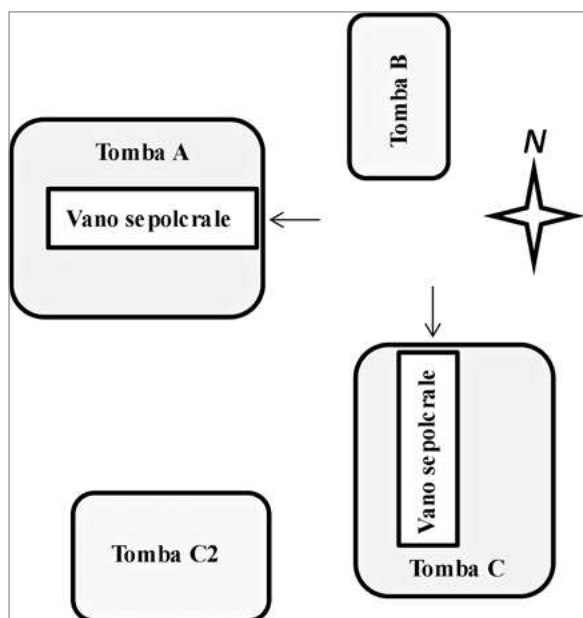 Tomba B
N
Tomba A
Vano sepolcrale
Vano sepolcrale
Tomba C2
Tomba C